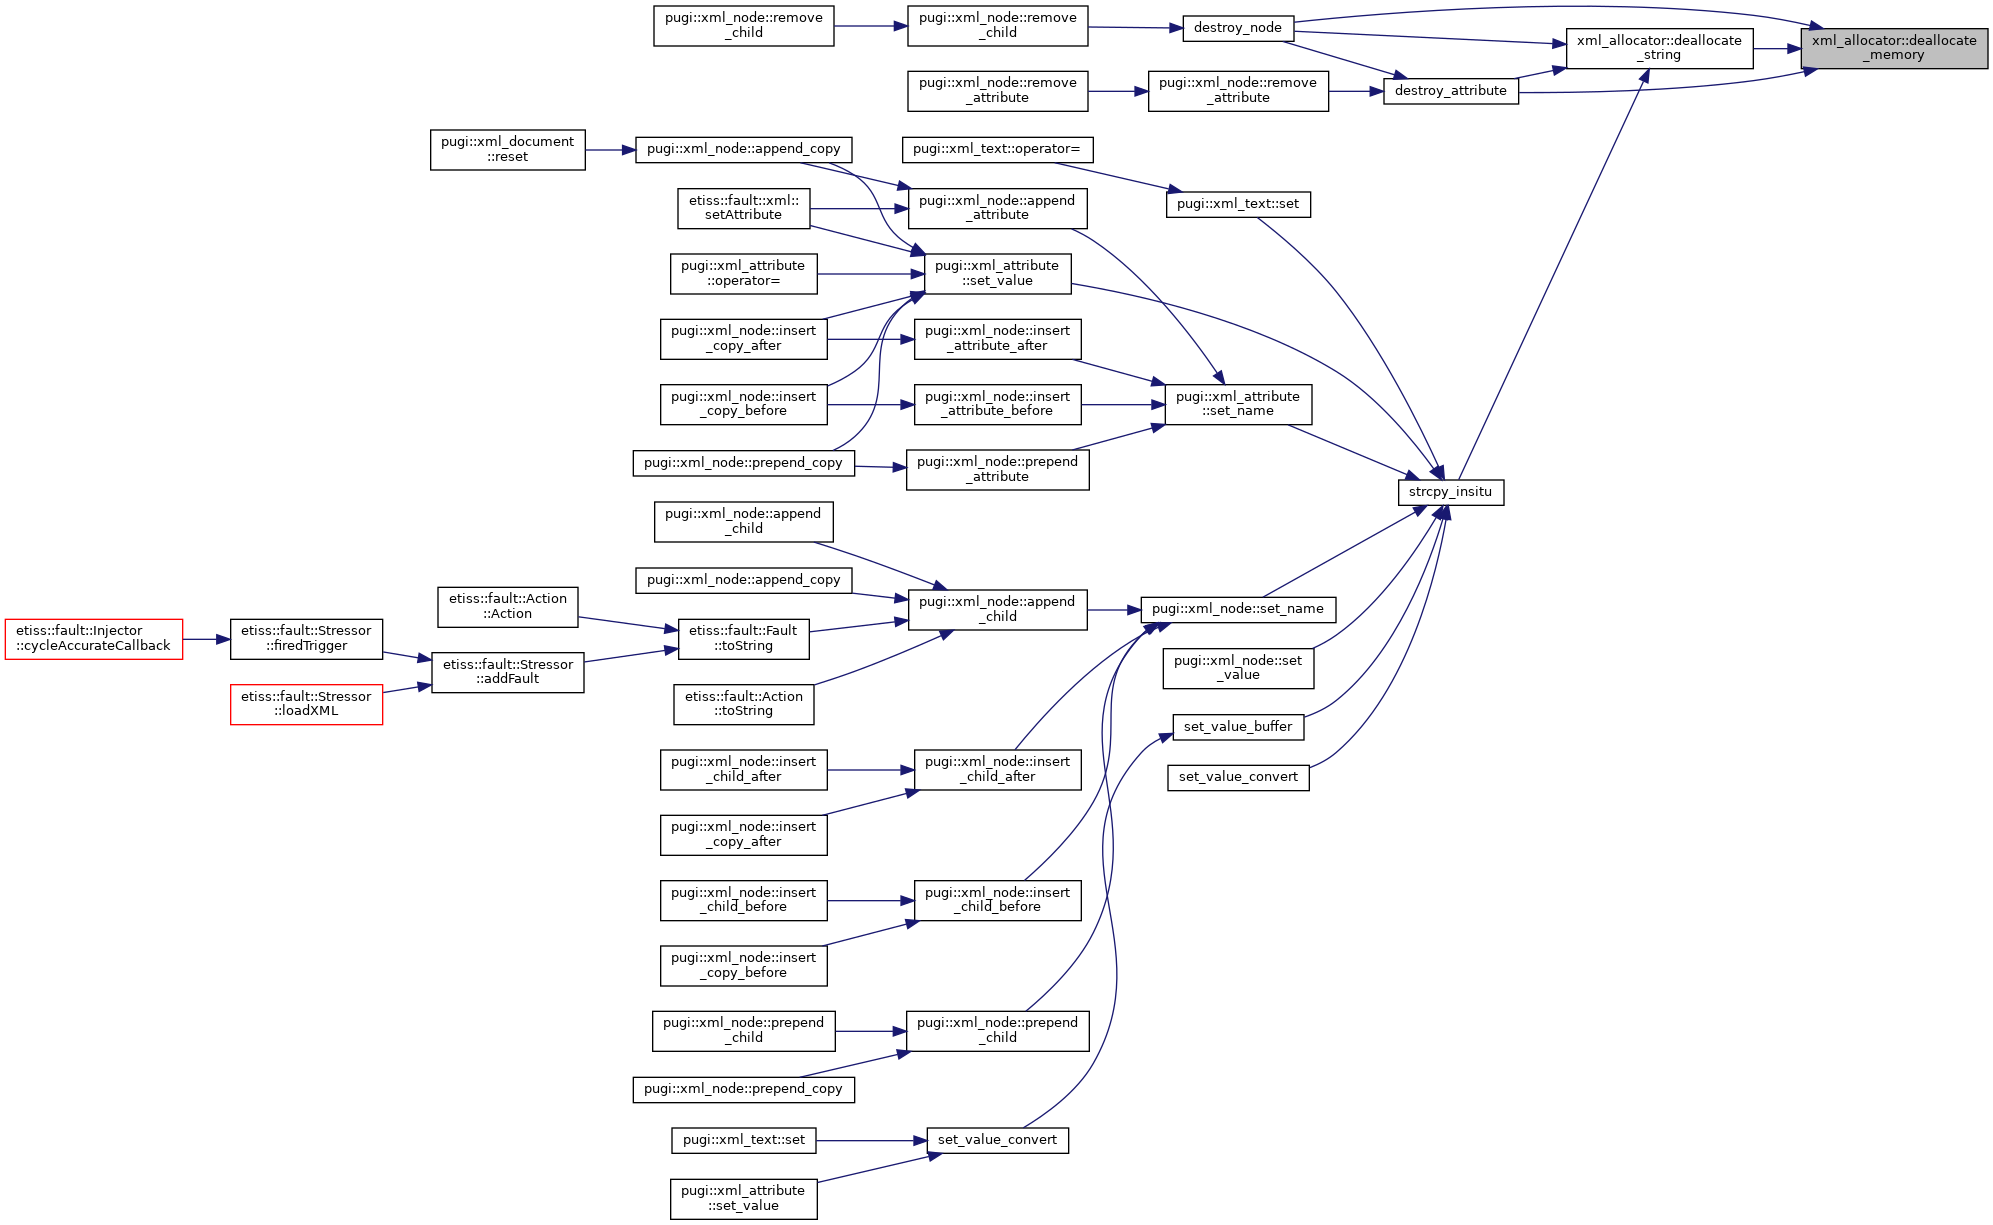 pugi::xml_node::remove
_child
pugi::xml_node::remove
_child
destroy_node
xml_allocator::deallocate
_string
xml_allocator::deallocate
_memory
pugi::xml_node::remove
_attribute
pugi::xml_node::remove
_attribute
destroy_attribute
pugi::xml_document
::reset
pugi::xml_node::append_copy
pugi::xml_text::operator=
etiss::fault::xml::
setAttribute
pugi::xml_node::append
_attribute
pugi::xml_text::set
pugi::xml_attribute
::operator=
pugi::xml_attribute
::set_value
pugi::xml_node::insert
_copy_after
pugi::xml_node::insert
_attribute_after
pugi::xml_node::insert
_copy_before
pugi::xml_node::insert
_attribute_before
pugi::xml_attribute
::set_name
pugi::xml_node::prepend_copy
pugi::xml_node::prepend
_attribute
strcpy_insitu
pugi::xml_node::append
_child
pugi::xml_node::append_copy
etiss::fault::Action
::Action
pugi::xml_node::append
_child
pugi::xml_node::set_name
etiss::fault::Injector
::cycleAccurateCallback
etiss::fault::Stressor
::firedTrigger
etiss::fault::Fault
::toString
etiss::fault::Stressor
::addFault
pugi::xml_node::set
_value
etiss::fault::Stressor
::loadXML
etiss::fault::Action
::toString
set_value_buffer
pugi::xml_node::insert
_child_after
pugi::xml_node::insert
_child_after
set_value_convert
pugi::xml_node::insert
_copy_after
pugi::xml_node::insert
_child_before
pugi::xml_node::insert
_child_before
pugi::xml_node::insert
_copy_before
pugi::xml_node::prepend
_child
pugi::xml_node::prepend
_child
pugi::xml_node::prepend_copy
pugi::xml_text::set
set_value_convert
pugi::xml_attribute
::set_value